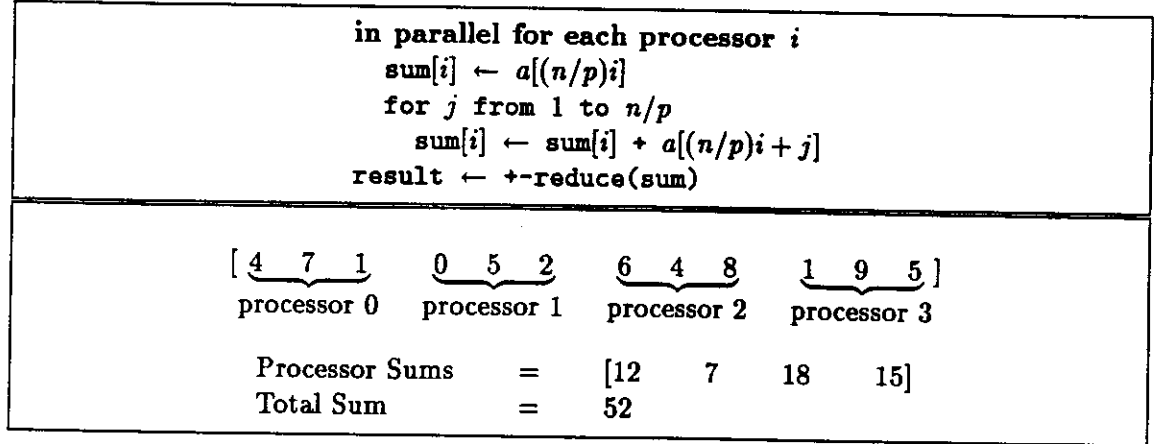 in parallel for each processor i
sum[i] ← a[(n/p)i]
for j from 1 to n/p
sum[i] ← sum[i] + a[(n/p)i + j]
result ← +-reduce(sum)
[ 4 7 1 0 5 2 6 4 8 1 9 5 ]
processor 0 processor 1 processor 2 processor 3
Processor Sums = [12 7 18 15]
Total Sum = 52